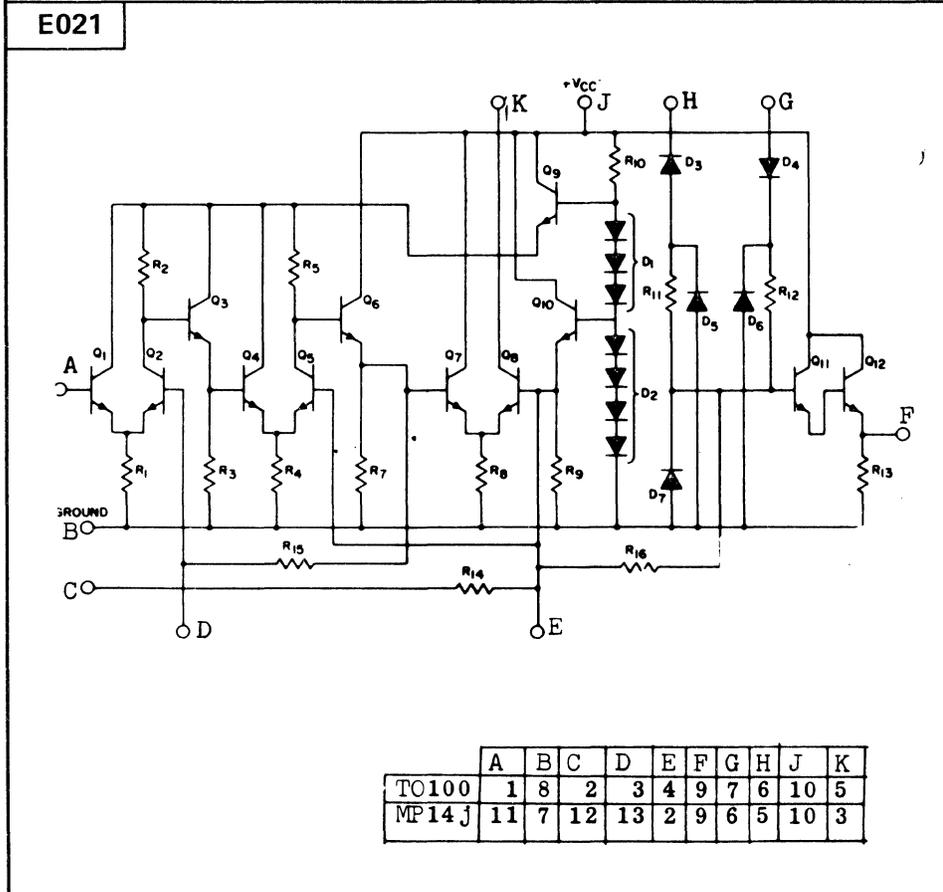 E021
K +VCC J H G
Q9 R10 D3 D4
R2 R5 D1
Q3 Q6 Q10 R11 R12
D5 D6
A Q1 Q2 Q4 Q5 Q7 Q8 Q11 Q12
D2
F
R1 R3 R4 R7 R8 R9 D7 R13
GROUND
B
R15 R16
C R14
D E
A B C D E F G H J K
TO100 1 8 2 3 4 9 7 6 10 5
MP14j 11 7 12 13 2 9 6 5 10 3